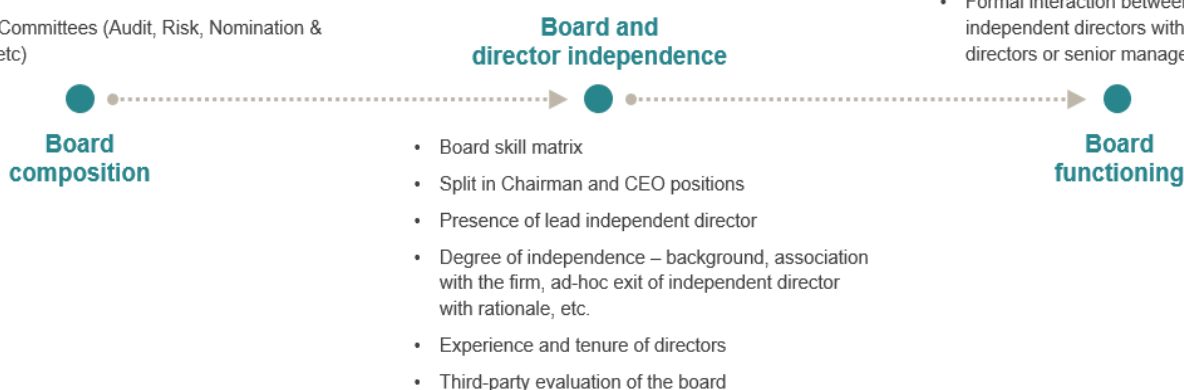 Committees (Audit, Risk, Nomination &
etc)
Board
composition
Board and
director independence
• Board skill matrix
• Split in Chairman and CEO positions
• Presence of lead independent director
• Degree of independence – background, association
with the firm, ad-hoc exit of independent director
with rationale, etc.
• Experience and tenure of directors
• Third-party evaluation of the board
• Formal interaction between
independent directors with
directors or senior manage
Board
functioning